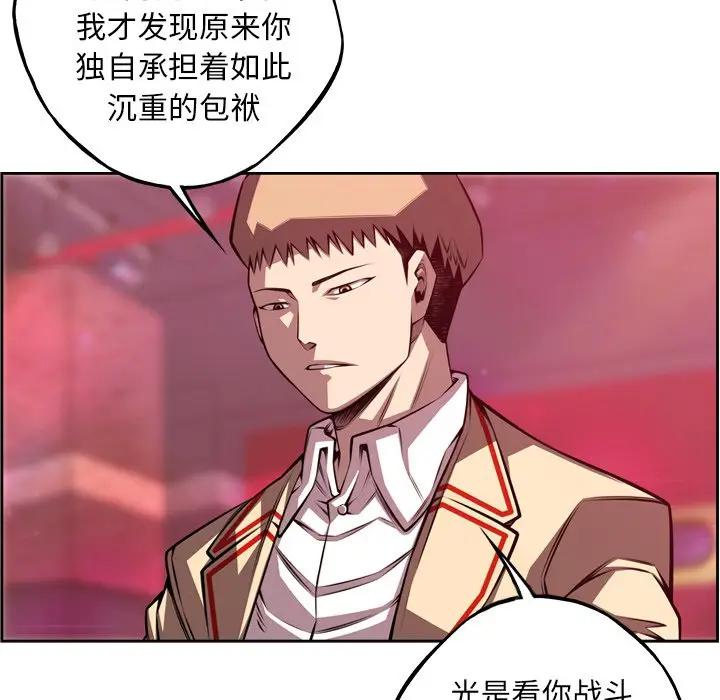 我才发现原来你
独自承担着如此
沉重的包袱
光是看你战斗